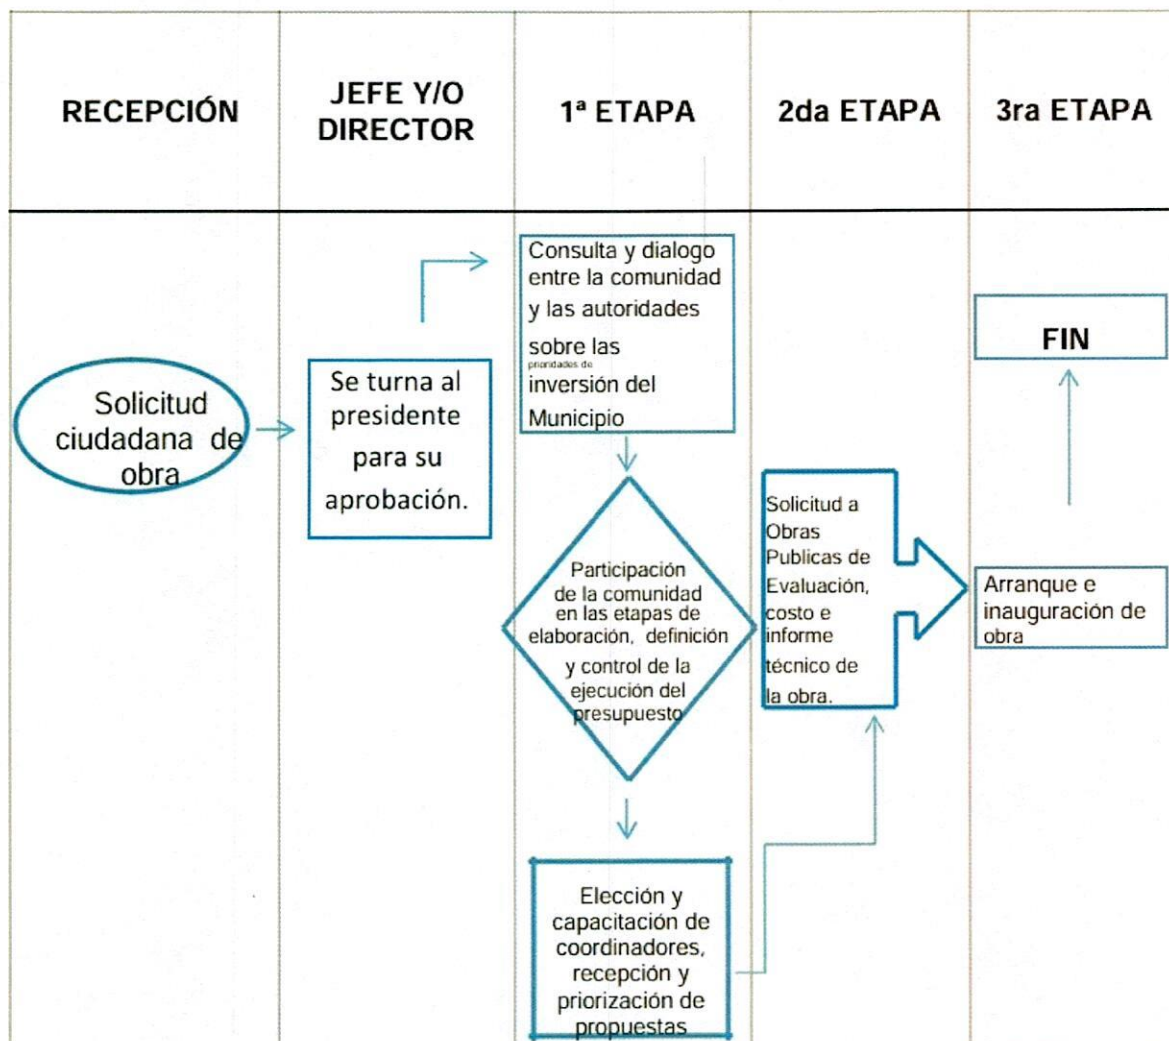 RECEPCIÓN
JEFE Y/O
DIRECTOR
1ª ETAPA
2da ETAPA
3ra ETAPA
Solicitud
ciudadana de
obra
Se turna al
presidente
para su
aprobación.
Consulta y dialogo
entre la comunidad
y las autoridades
sobre las
prioridades de
inversión del
Municipio
Participación
de la comunidad
en las etapas de
elaboración, definición
y control de la
ejecución del
presupuesto
Elección y
capacitación de
coordinadores,
recepción y
priorización de
propuestas
Solicitud a
Obras
Publicas de
Evaluación,
costo e
informe
técnico de
la obra.
Arranque e
inauguración de
obra
FIN